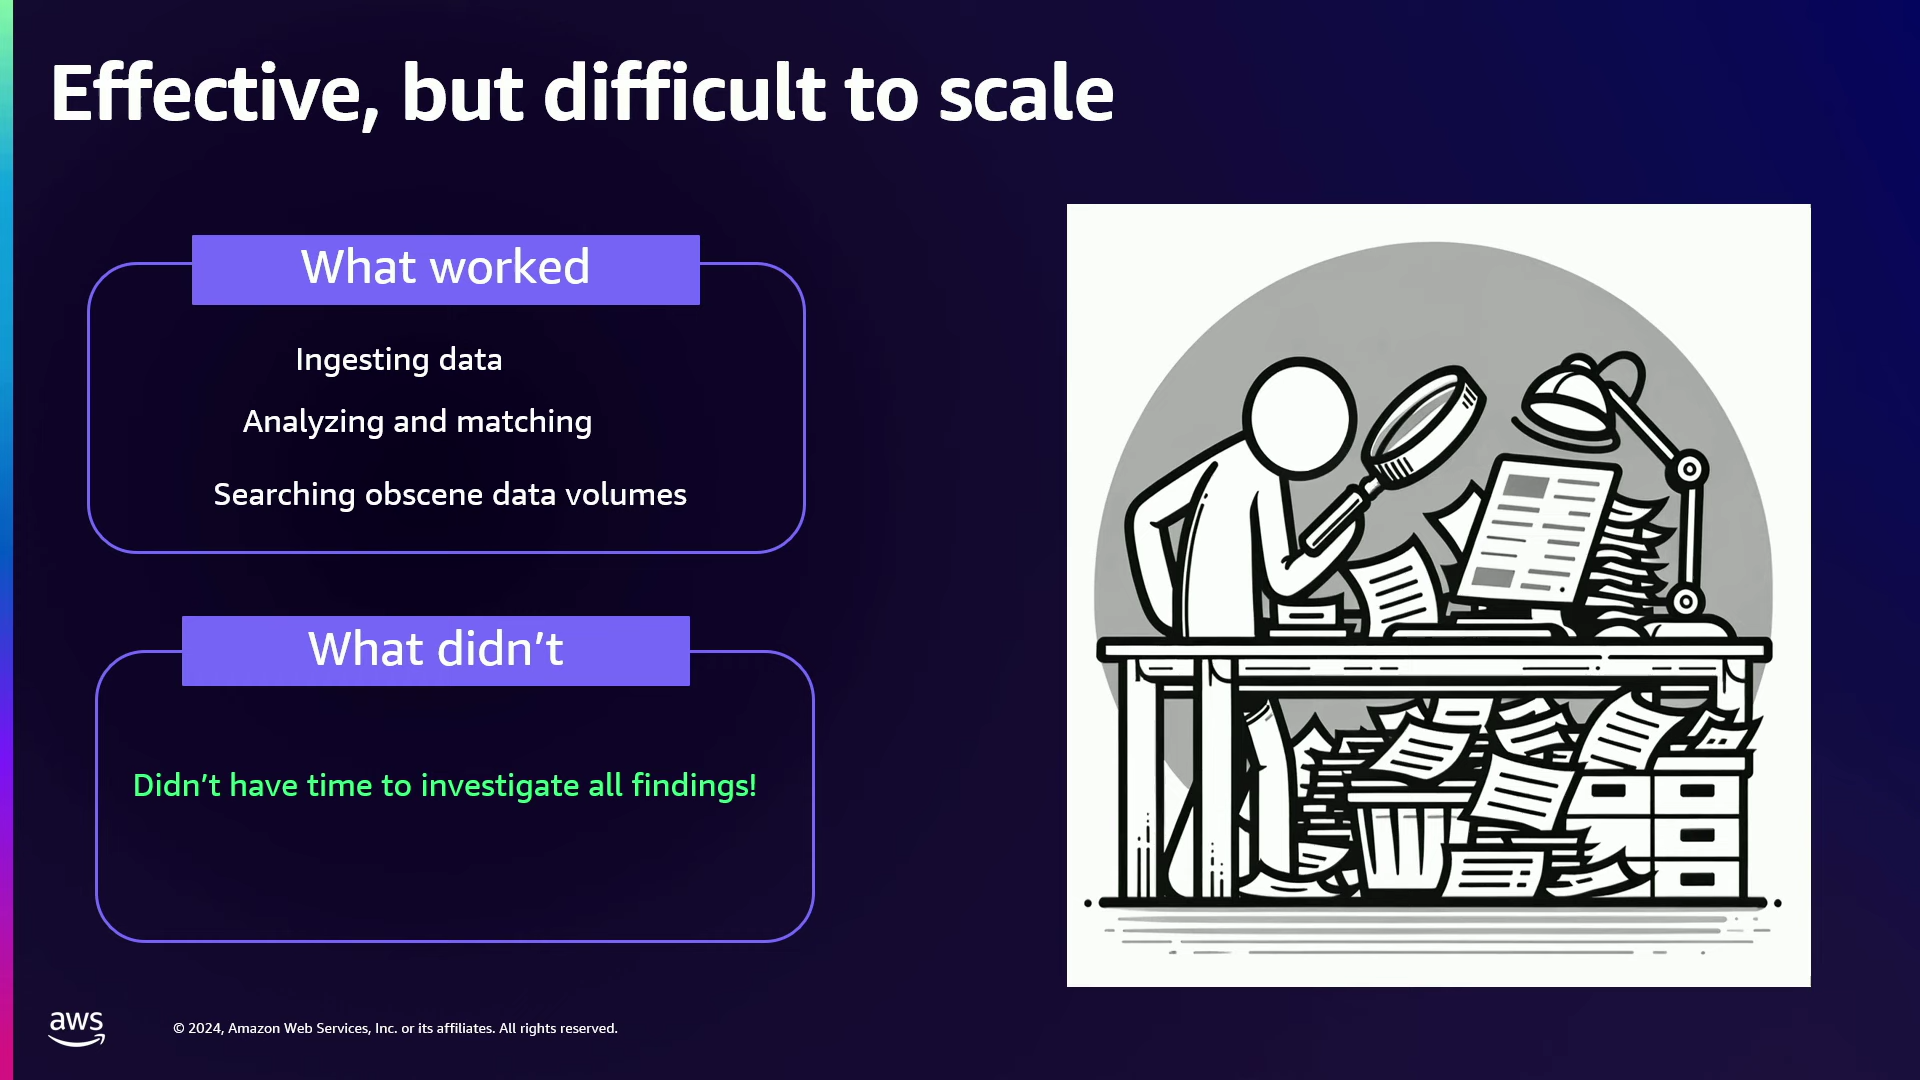 Effective, but difficult to scale
What worked
Ingesting data
Analyzing and matching
Searching obscene data volumes
What didn’t
Didn’t have time to investigate all findings!
aws
© 2024, Amazon Web Services, Inc. or its affiliates. All rights reserved.